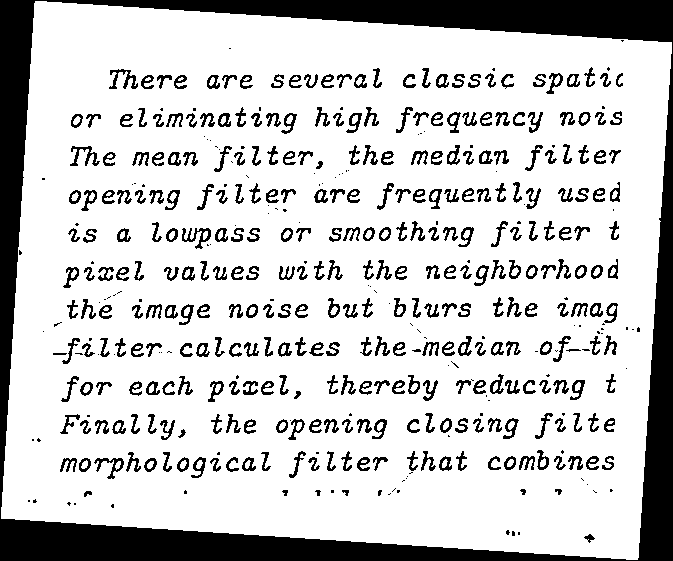 There are several classic spatic
or eliminating high frequency nois
The mean filter, the median filter
opening filter are frequently used
is a lowpass or smoothing filter t
pixel values with the neighborhood
the image noise but blurs the imag
filter calculates the median of th
for each pixel, thereby reducing t
Finally, the opening closing filte
morphological filter that combines